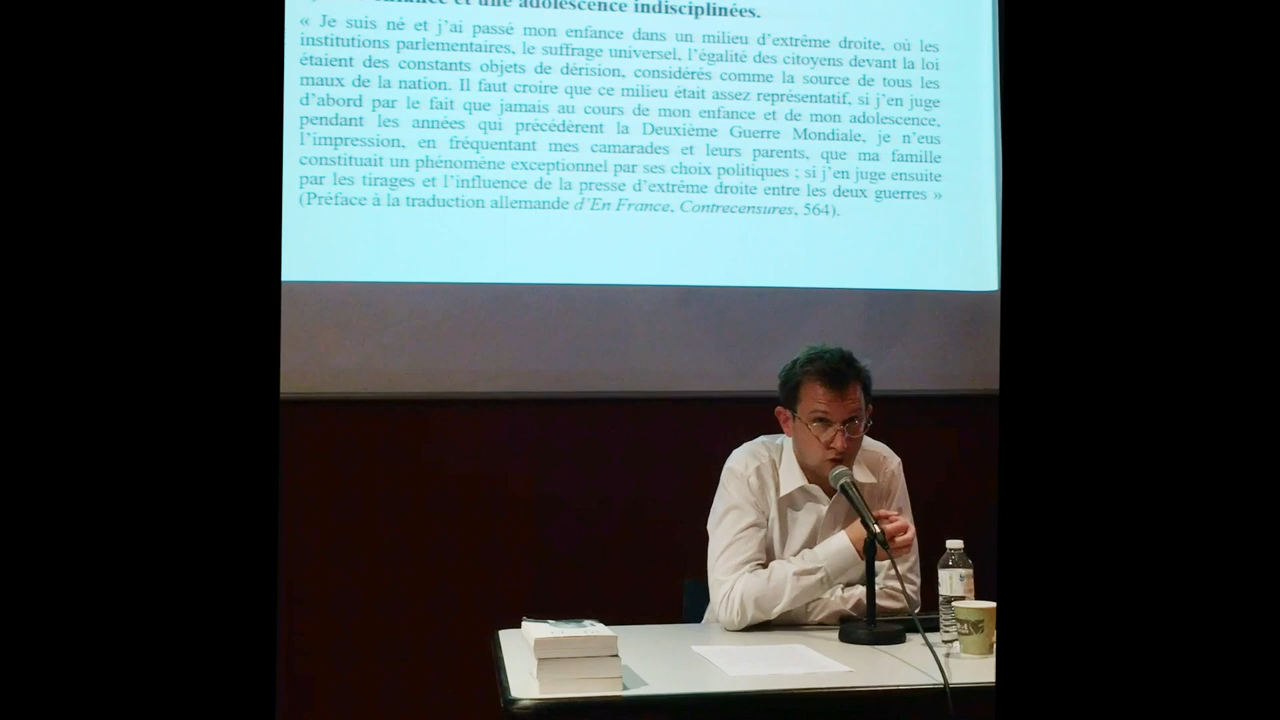 et une adolescence indisciplinées.
« Je suis né et j’ai passé mon enfance dans un milieu d’extrême droite, où les
institutions parlementaires, le suffrage universel, l’égalité des citoyens devant la loi
étaient des constants objets de dérision, considérés comme la source de tous les
maux de la nation. Il faut croire que ce milieu était assez représentatif, si j’en juge
d’abord par le fait que jamais au cours de mon enfance et de mon adolescence,
pendant les années qui précédèrent la Deuxième Guerre Mondiale, je n’eus
l’impression, en fréquentant mes camarades et leurs parents, que ma famille
constituait un phénomène exceptionnel par ses choix politiques ; si j’en juge ensuite
par les tirages et l’influence de la presse d’extrême droite entre les deux guerres »
(Préface à la traduction allemande d’En France, Contrecensures, 564).